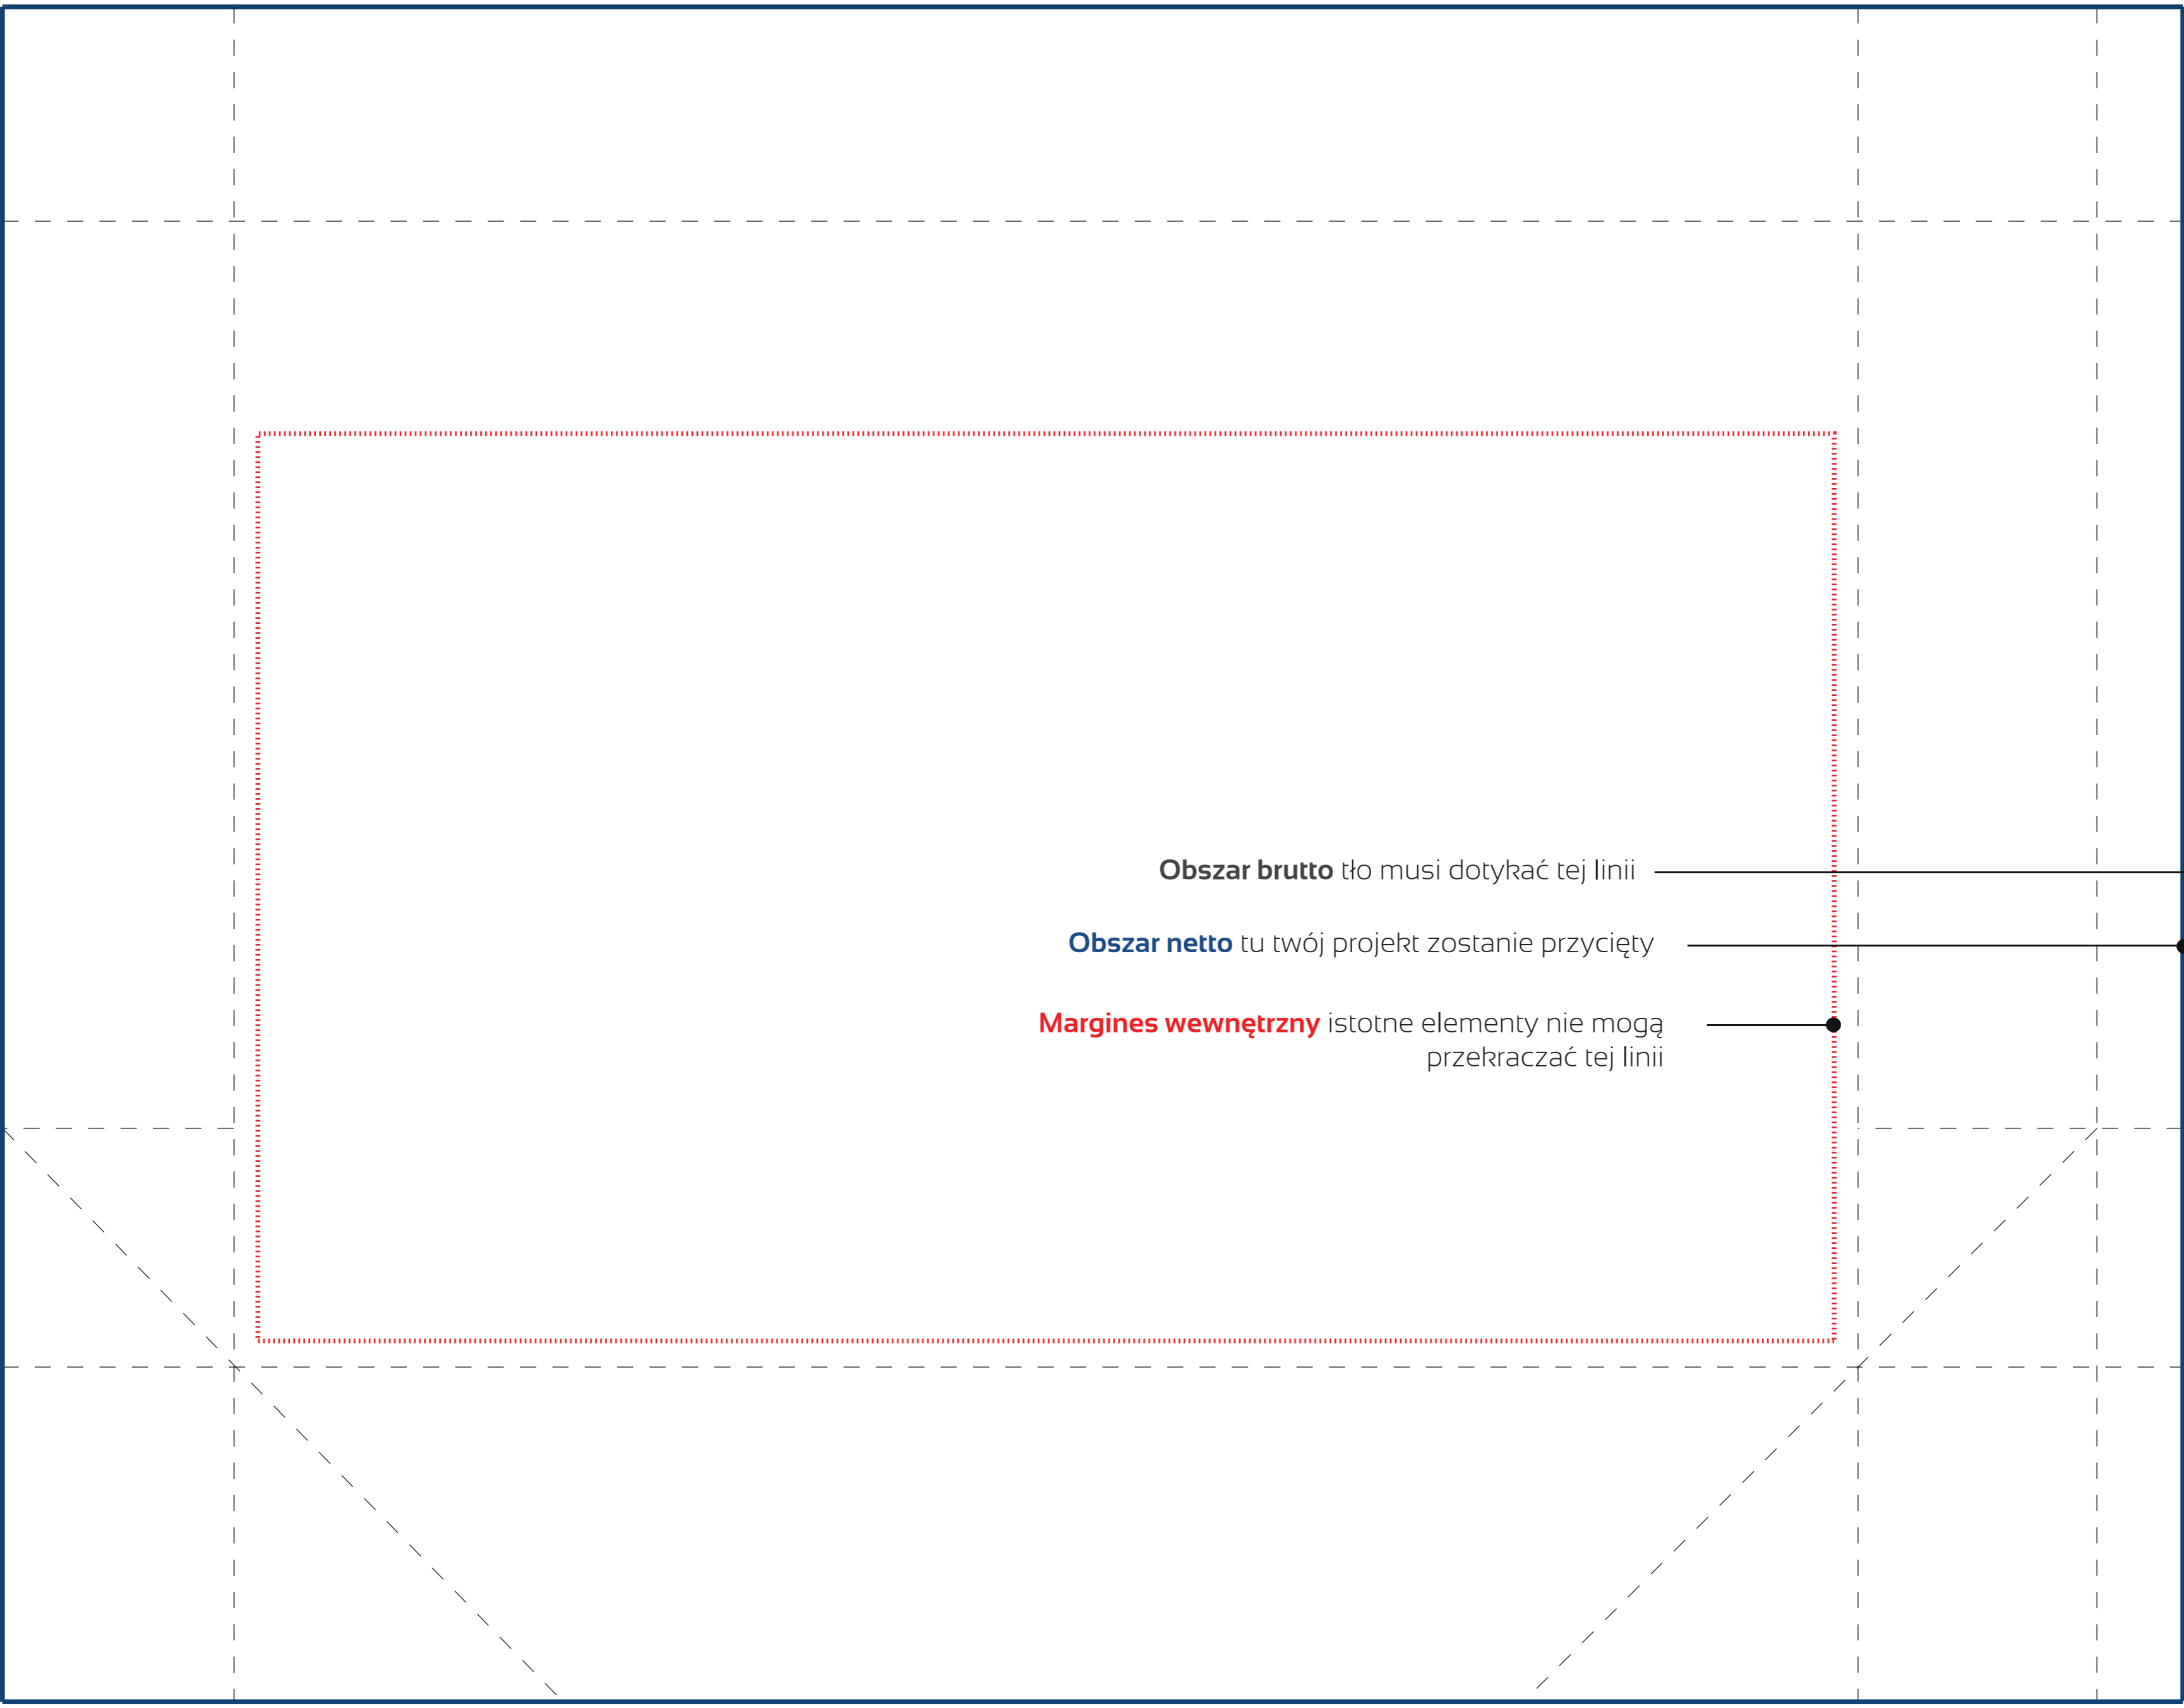 Obszar brutto tło musi dotykać tej linii
Obszar netto tu twój projekt zostanie przycięty
Margines wewnętrzny istotne elementy nie mogą
przekraczać tej linii